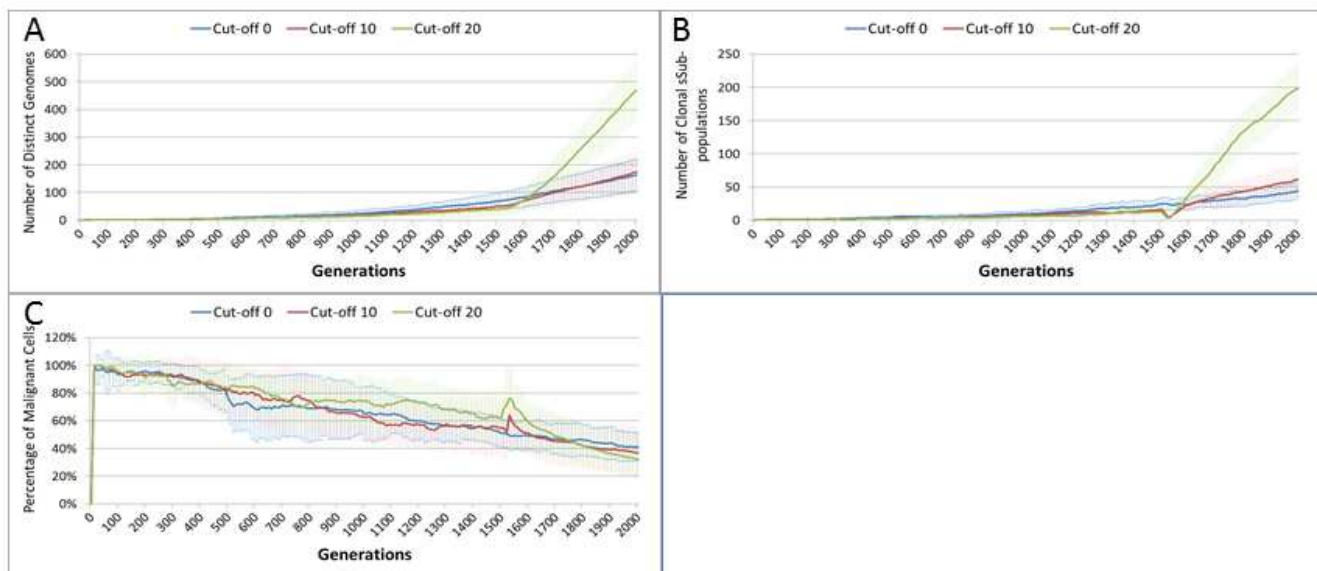 A
Cut-off 0 Cut-off 10 Cut-off 20
Number of Distinct Genomes
600
500
400
300
200
100
0
0 100 200 300 400 500 600 700 800 900 1000 1100 1200 1300 1400 1500 1600 1700 1800 1900 2000
Generations
B
Cut-off 0 Cut-off 10 Cut-off 20
Number of Clonal sSub-
populations
250
200
150
100
50
0
0 100 200 300 400 500 600 700 800 900 1000 1100 1200 1300 1400 1500 1600 1700 1800 1900 2000
Generations
C
Cut-off 0 Cut-off 10 Cut-off 20
Percentage of Malignant Cells
120%
100%
80%
60%
40%
20%
0%
0 100 200 300 400 500 600 700 800 900 1000 1100 1200 1300 1400 1500 1600 1700 1800 1900 2000
Generations